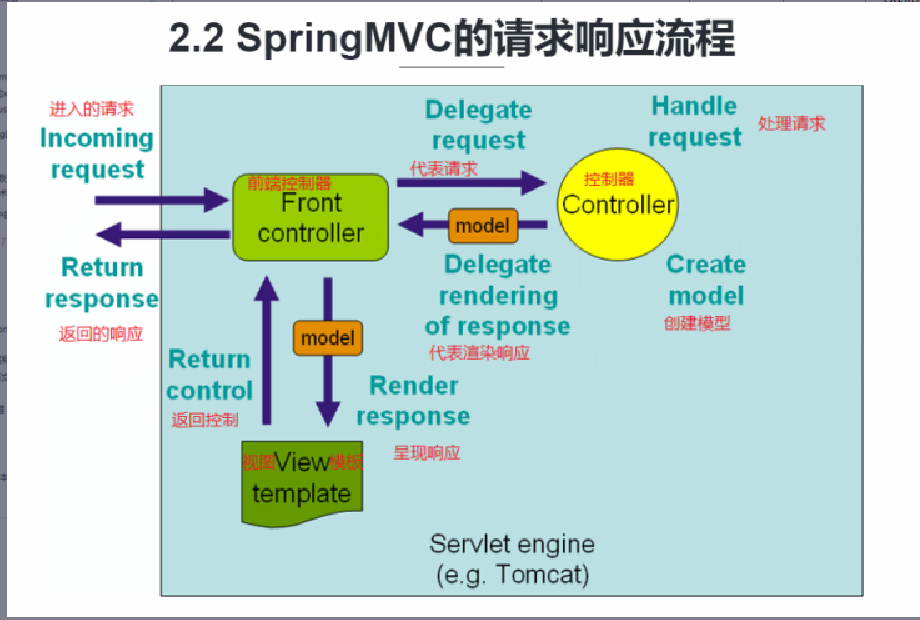 2.2 SpringMVC的请求响应流程
进入的请求
Incoming
request
Delegate
request
代表请求
Handle
request
处理请求
前端控制器
Front
controller
控制器
Controller
model
Return
response
返回的响应
Delegate
rendering
of response
代表渲染响应
Create
model
创建模型
model
Return
control
返回控制
Render
response
呈现响应
视图View模板
template
Servlet engine
(e.g. Tomcat)